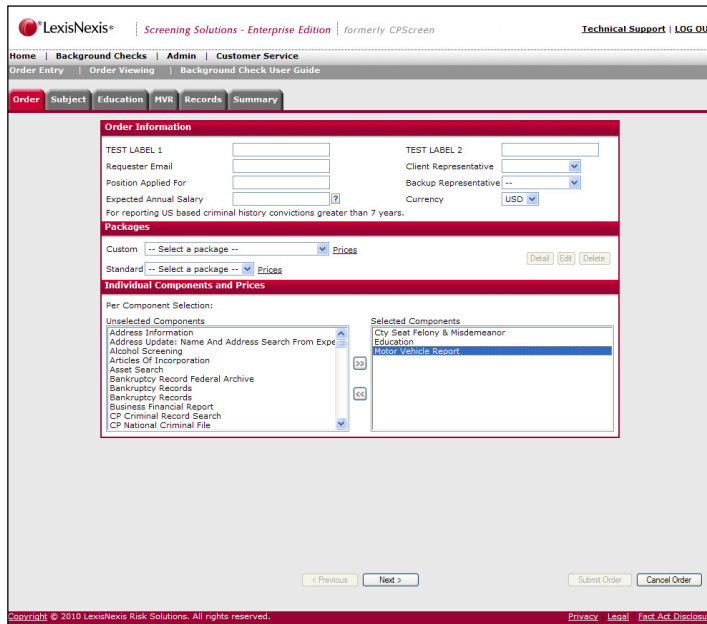 LexisNexis® Screening Solutions - Enterprise Edition formerly CPScreen Technical Support | LOG OU
Home | Background Checks | Admin | Customer Service
Order Entry | Order Viewing | Background Check User Guide
Order Subject Education MVR Records Summary
Order Information
TEST LABEL 1 TEST LABEL 2
Requester Email Client Representative
Position Applied For Backup Representative --
Expected Annual Salary ? Currency USD
For reporting US based criminal history convictions greater than 7 years.
Packages
Custom -- Select a package -- Prices
Detail Edit Delete
Standard -- Select a package -- Prices
Individual Components and Prices
Per Component Selection:
Unselected Components
Address Information
Address Update: Name And Address Search From Expe
Alcohol Screening
Articles Of Incorporation
Asset Search
Bankruptcy Record Federal Archive
Bankruptcy Records
Bankruptcy Records
Business Financial Report
CP Criminal Record Search
CP National Criminal File
>>
<<
Selected Components
Cty Seat Felony & Misdemeanor
Education
Motor Vehicle Report
< Previous Next > Submit Order Cancel Order
Copyright © 2010 LexisNexis Risk Solutions. All rights reserved. Privacy Legal Fact Act Disclosu